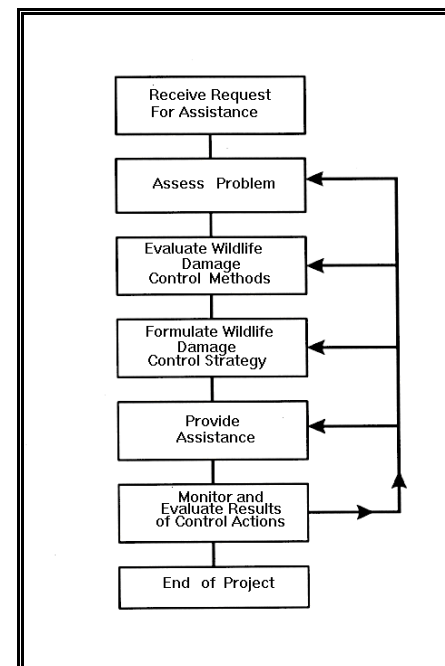 Receive Request
For Assistance
Assess Problem
Evaluate Wildlife
Damage
Control Methods
Formulate Wildlife
Damage
Control Strategy
Provide
Assistance
Monitor and
Evaluate Results
of Control Actions
End of Project